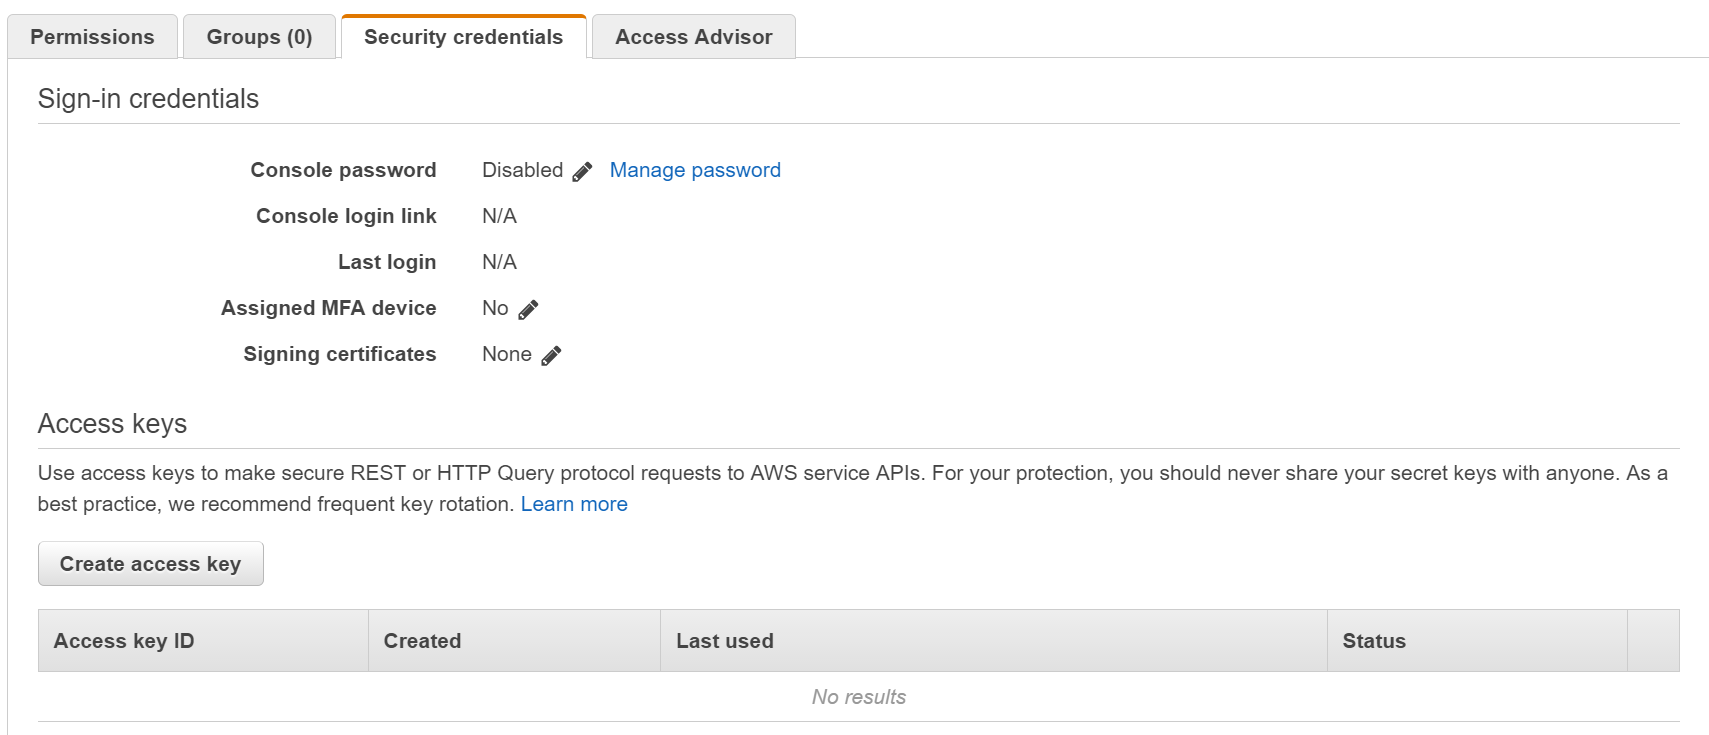 Permissions
Groups (0)
Security credentials
Access Advisor
Sign-in credentials
Console password Disabled Manage password
Console login link N/A
Last login N/A
Assigned MFA device No
Signing certificates None
Access keys
Use access keys to make secure REST or HTTP Query protocol requests to AWS service APIs. For your protection, you should never share your secret keys with anyone. As a
best practice, we recommend frequent key rotation. Learn more
Create access key
Access key ID Created Last used Status
No results